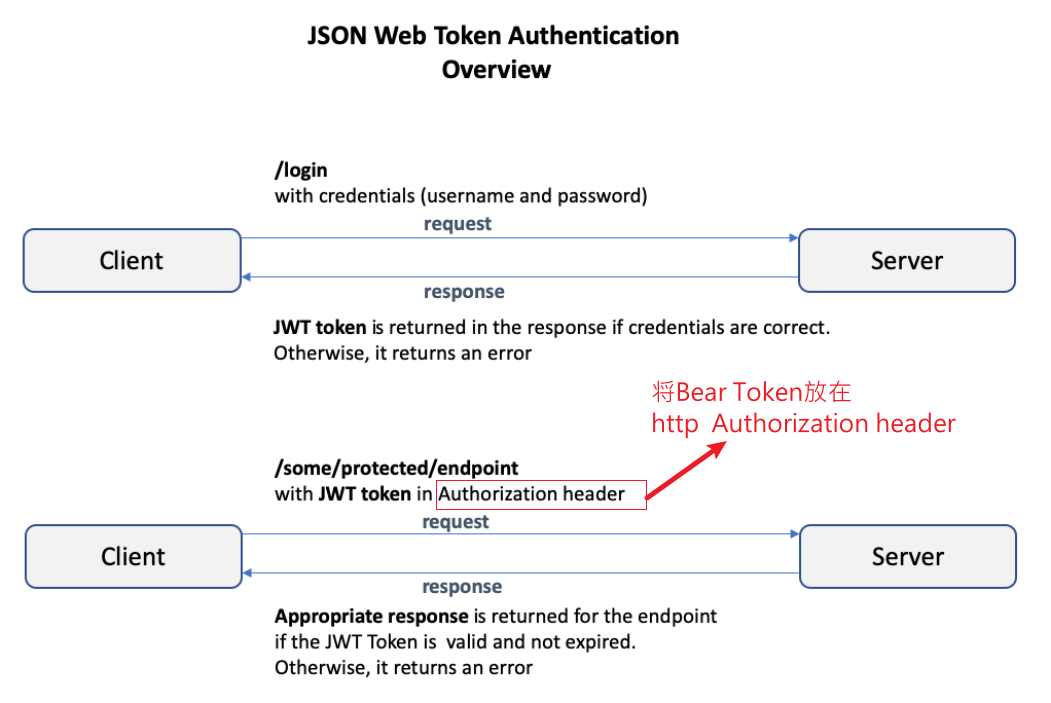 JSON Web Token Authentication
Overview
/login
with credentials (username and password)
request
Client
Server
response
JWT token is returned in the response if credentials are correct.
Otherwise, it returns an error
将Bear Token放在
http Authorization header
/some/protected/endpoint
with JWT token in Authorization header
request
Client
Server
response
Appropriate response is returned for the endpoint
if the JWT Token is valid and not expired.
Otherwise, it returns an error